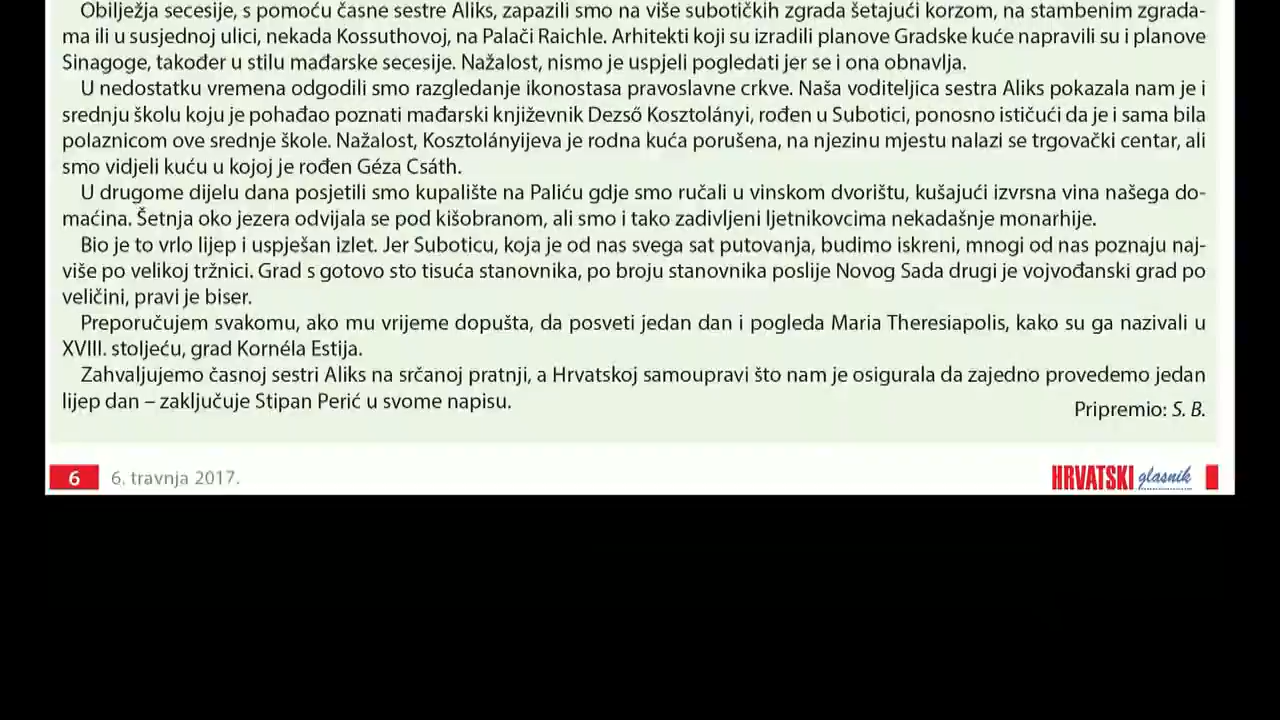 Obilježja secesije, s pomoću časne sestre Aliks, zapazili smo na više subotičkih zgrada šetajući korzom, na stambenim zgrada-
ma ili u susjednoj ulici, nekada Kossuthovoj, na Palači Raichle. Arhitekti koji su izradili planove Gradske kuće napravili su i planove
Sinagoge, također u stilu mađarske secesije. Nažalost, nismo je uspjeli pogledati jer se i ona obnavlja.
U nedostatku vremena odgodili smo razgledanje ikonostasa pravoslavne crkve. Naša voditeljica sestra Aliks pokazala nam je i
srednju školu koju je pohađao poznati mađarski književnik Dezső Kosztolányi, rođen u Subotici, ponosno ističući da je i sama bila
polaznicom ove srednje škole. Nažalost, Kosztolányijeva je rodna kuća porušena, na njezinu mjestu nalazi se trgovački centar, ali
smo vidjeli kuću u kojoj je rođen Géza Csáth.
U drugome dijelu dana posjetili smo kupalište na Paliću gdje smo ručali u vinskom dvorištu, kušajući izvrsna vina našega do-
maćina. Šetnja oko jezera odvijala se pod kišobranom, ali smo i tako zadivljeni ljetnikovcima nekadašnje monarhije.
Bio je to vrlo lijep i uspješan izlet. Jer Suboticu, koja je od nas svega sat putovanja, budimo iskreni, mnogi od nas poznaju naj-
više po velikoj tržnici. Grad s gotovo sto tisuća stanovnika, po broju stanovnika poslije Novog Sada drugi je vojvođanski grad po
veličini, pravi je biser.
Preporučujem svakomu, ako mu vrijeme dopušta, da posveti jedan dan i pogleda Maria Theresiapolis, kako su ga nazivali u
XVIII. stoljeću, grad Kornéla Estija.
Zahvaljujemo časnoj sestri Aliks na srčanoj pratnji, a Hrvatskoj samoupravi što nam je osigurala da zajedno provedemo jedan
lijep dan – zaključuje Stipan Perić u svome napisu.
Pripremio: S. B.
6 6. travnja 2017. HRVATSKI glasnik